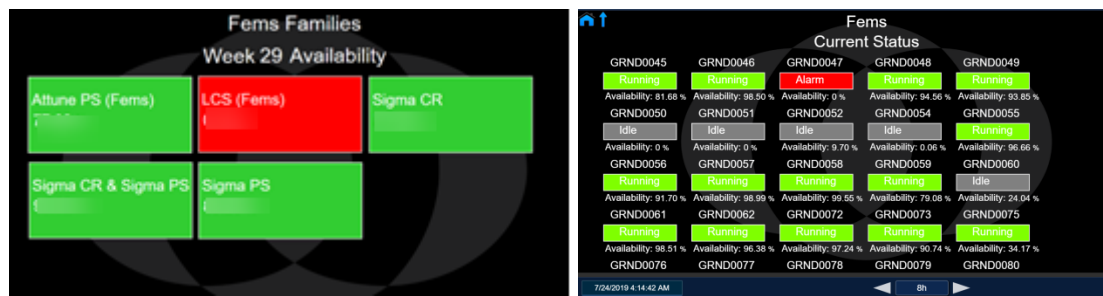 Fems Families
Week 29 Availability
Attune PS (Fems)
LCS (Fems)
Sigma CR
Sigma CR & Sigma PS
Sigma PS
Fems
Current Status
GRND0045 GRND0046 GRND0047 GRND0048 GRND0049
Running Running Alarm Running Running
Availability: 81.68 % Availability: 98.50 % Availability: 0 % Availability: 94.56 % Availability: 93.85 %
GRND0050 GRND0051 GRND0052 GRND0054 GRND0055
Idle Idle Idle Idle Running
Availability: 0 % Availability: 0 % Availability: 9.70 % Availability: 0.06 % Availability: 96.66 %
GRND0056 GRND0057 GRND0058 GRND0059 GRND0060
Running Running Running Running Idle
Availability: 91.70 % Availability: 98.99 % Availability: 99.55 % Availability: 79.08 % Availability: 24.04 %
GRND0061 GRND0062 GRND0072 GRND0073 GRND0075
Running Running Running Running Running
Availability: 98.51 % Availability: 96.38 % Availability: 97.24 % Availability: 90.74 % Availability: 34.17 %
GRND0076 GRND0077 GRND0078 GRND0079 GRND0080
7/24/2019 4:14:42 AM 8h